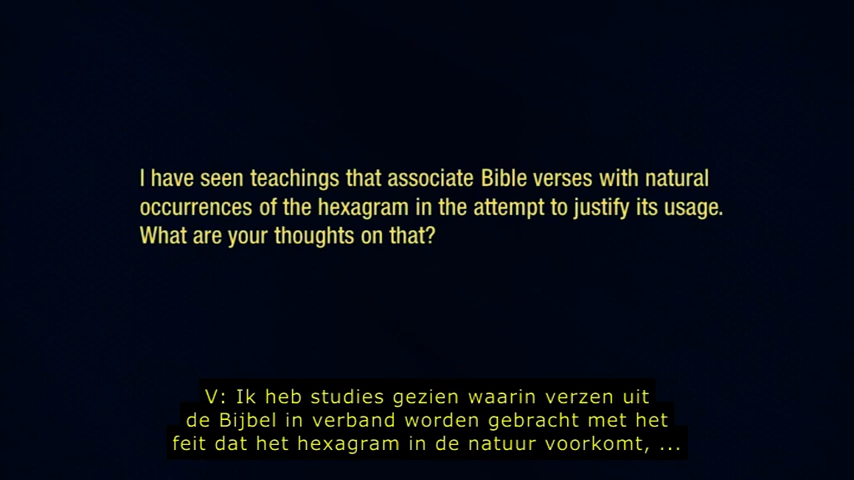 I have seen teachings that associate Bible verses with natural
occurrences of the hexagram in the attempt to justify its usage.
What are your thoughts on that?
V: Ik heb studies gezien waarin verzen uit
de Bijbel in verband worden gebracht met het
feit dat het hexagram in de natuur voorkomt, ...